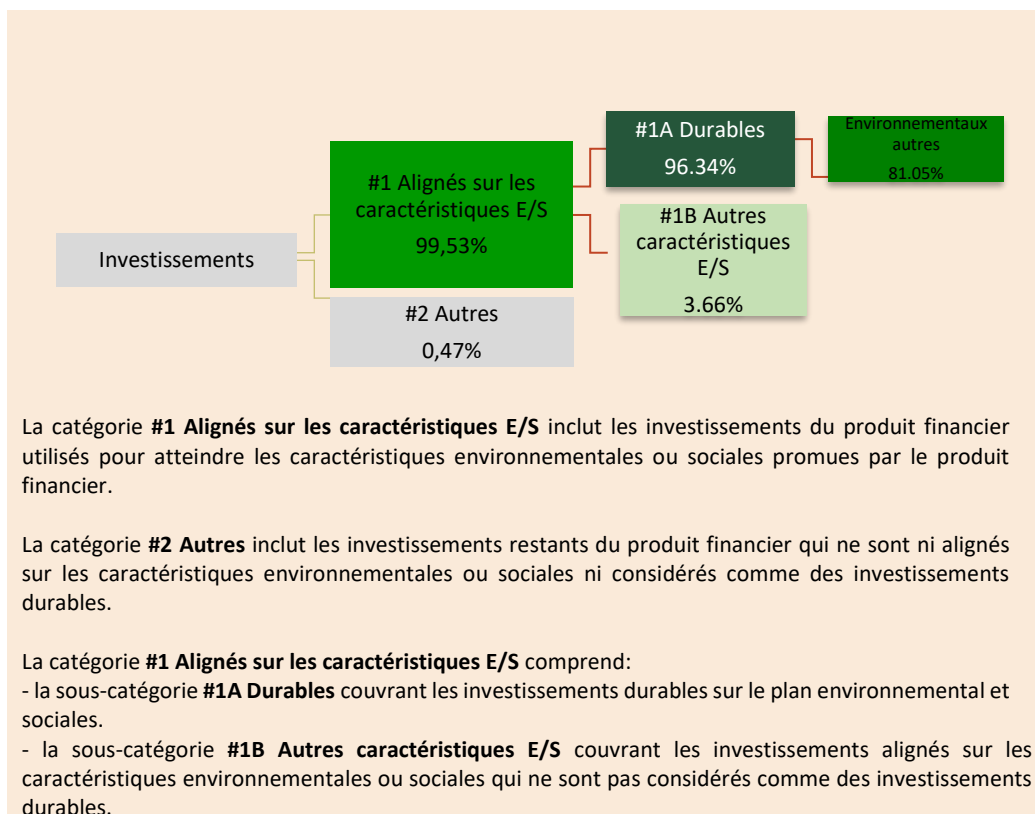 Investissements
#1 Alignés sur les
caractéristiques E/S
99,53%
#2 Autres
0,47%
#1A Durables
96.34%
#1B Autres
caractéristiques
E/S
3.66%
Environnementaux
autres
81.05%
La catégorie #1 Alignés sur les caractéristiques E/S inclut les investissements du produit financier
utilisés pour atteindre les caractéristiques environnementales ou sociales promues par le produit
financier.
La catégorie #2 Autres inclut les investissements restants du produit financier qui ne sont ni alignés
sur les caractéristiques environnementales ou sociales ni considérés comme des investissements
durables.
La catégorie #1 Alignés sur les caractéristiques E/S comprend:
- la sous-catégorie #1A Durables couvrant les investissements durables sur le plan environnemental et
sociales.
- la sous-catégorie #1B Autres caractéristiques E/S couvrant les investissements alignés sur les
caractéristiques environnementales ou sociales qui ne sont pas considérés comme des investissements
durables.